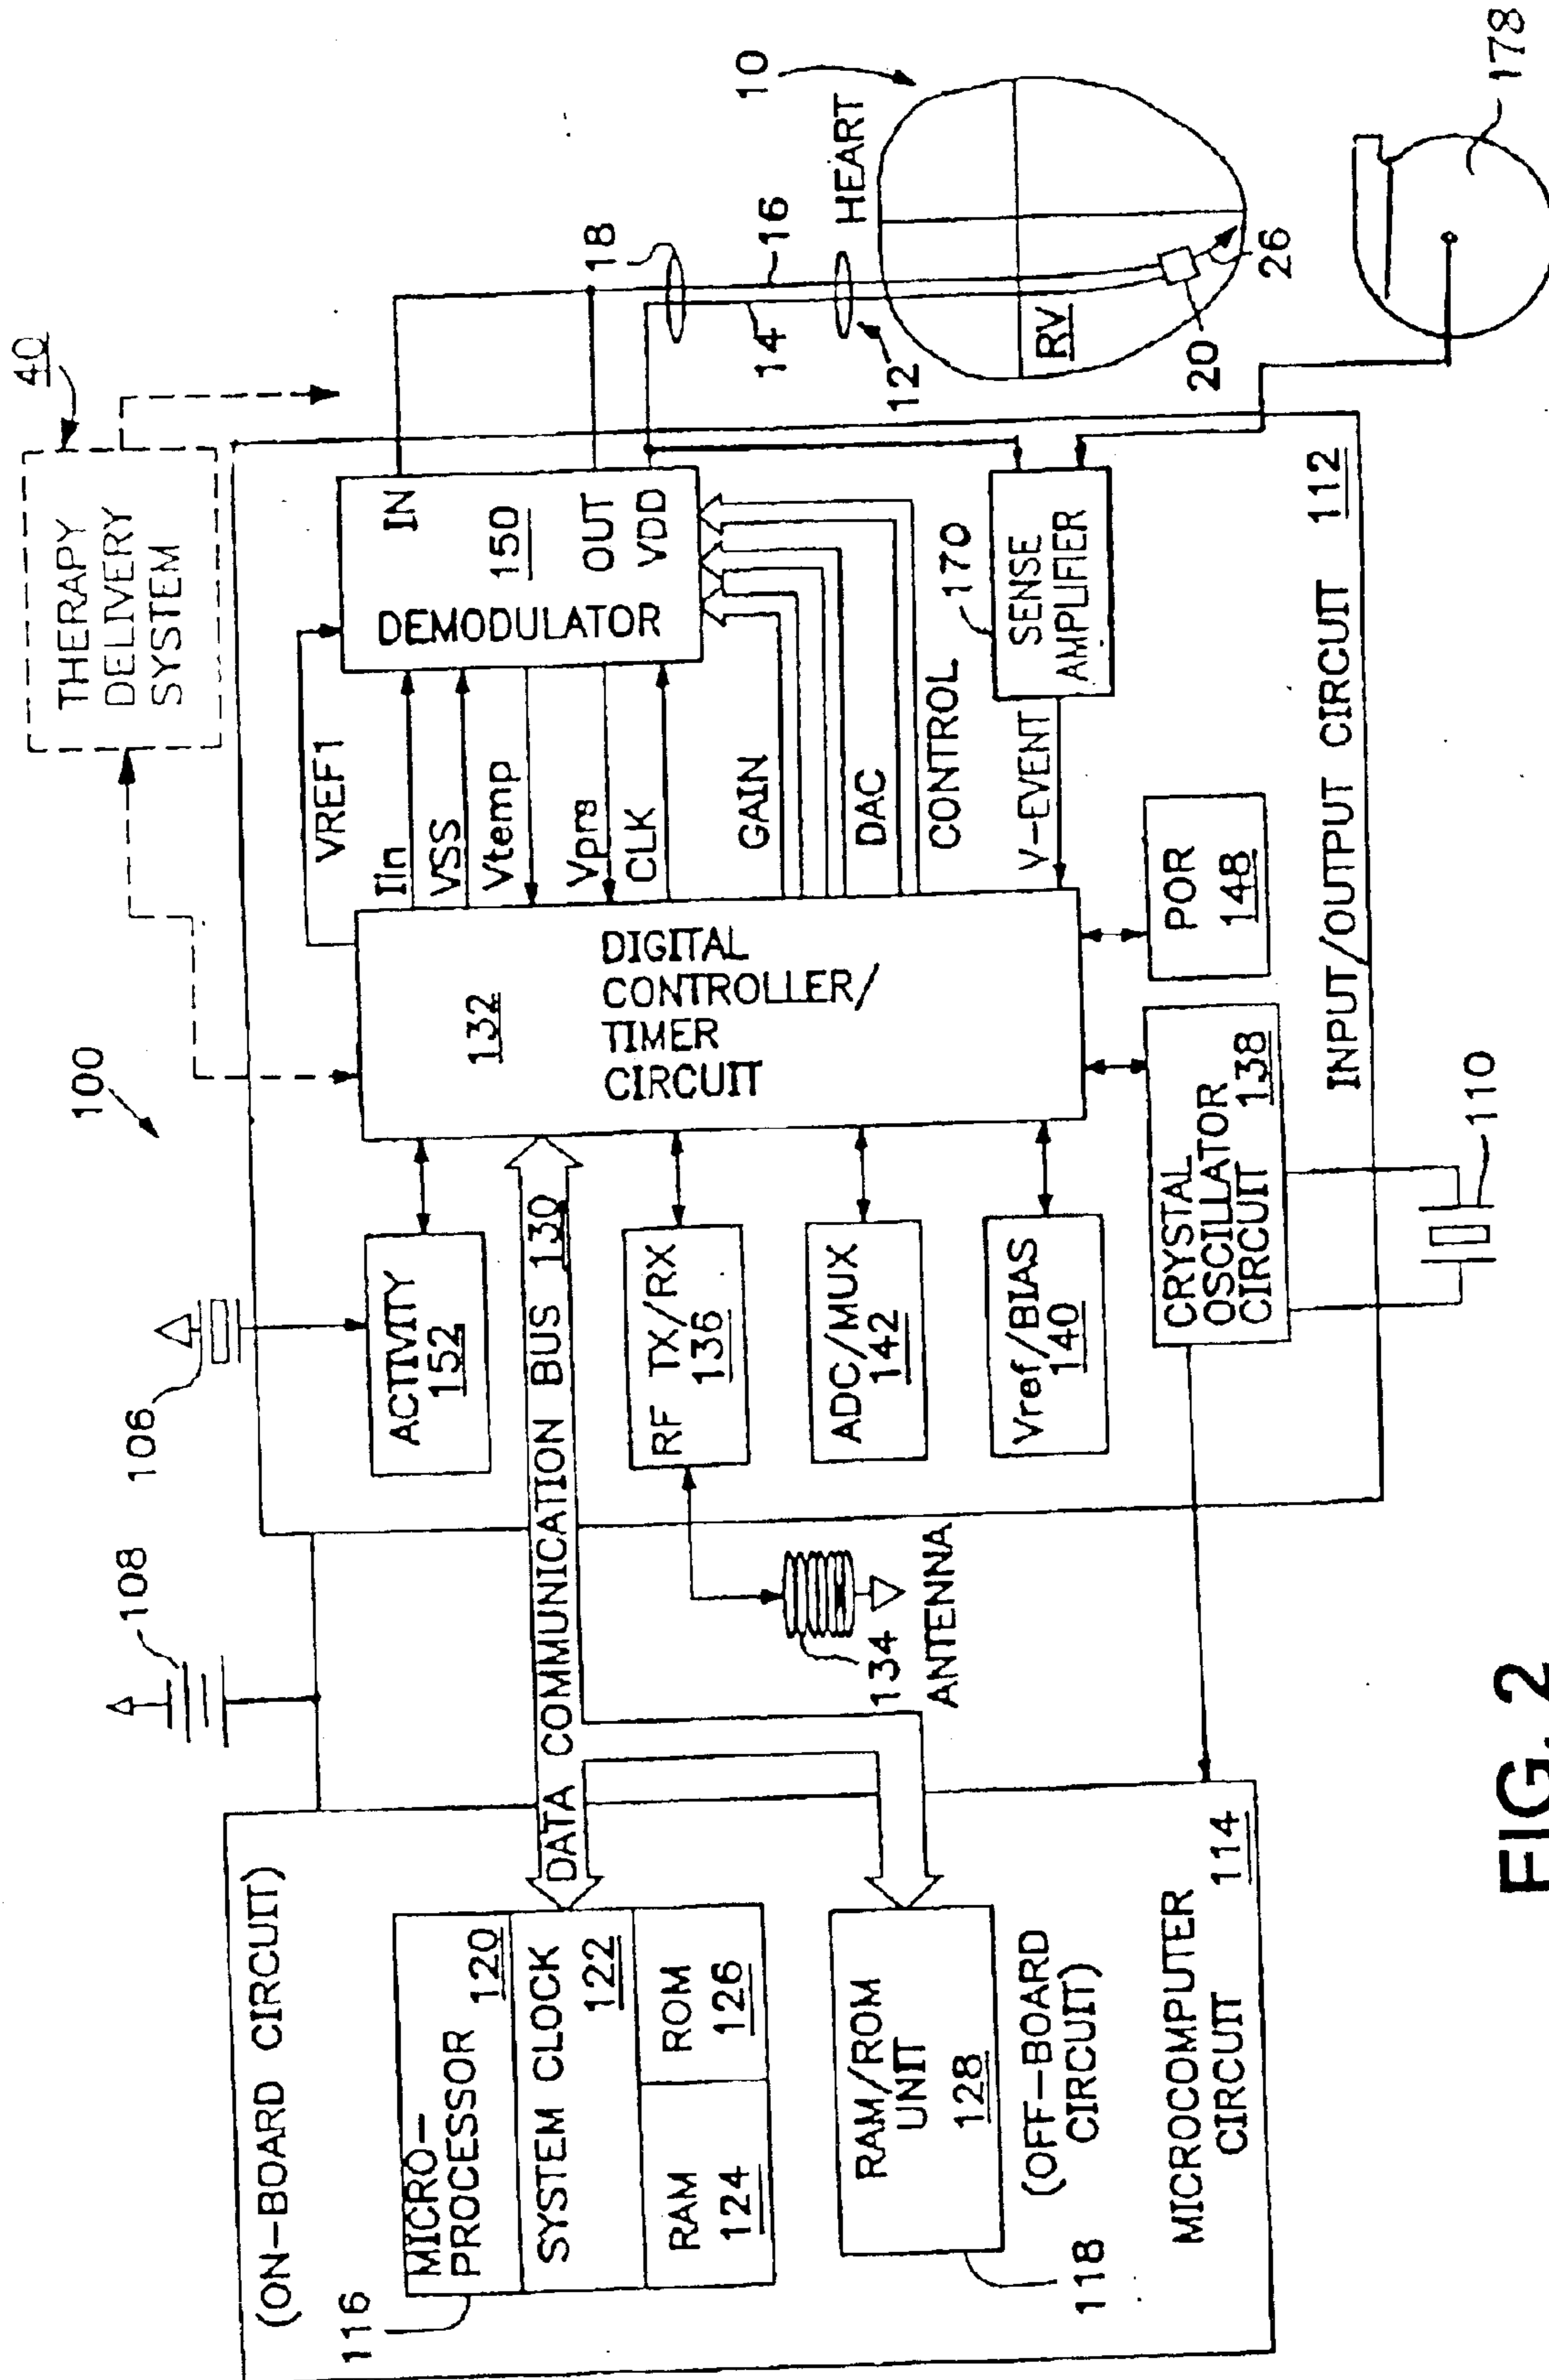 100
40
THERAPY
DELIVERY
SYSTEM
106
108
(ON-BOARD CIRCUIT)
116
MICRO-
PROCESSOR
120
SYSTEM CLOCK
122
RAM
124
ROM
126
RAM/ROM
UNIT
128
118
(OFF-BOARD
CIRCUIT)
MICROCOMPUTER
CIRCUIT
114
DATA COMMUNICATION BUS 130
134
ANTENNA
ACTIVITY
152
RF TX/RX
136
ADC/MUX
142
Vref/BIAS
140
CRYSTAL
OSCILLATOR
CIRCUIT 138
110
132
DIGITAL
CONTROLLER/
TIMER
CIRCUIT
POR
148
VREF1
Iin
VSS
Vtemp
Vprs
CLK
GAIN
DAC
CONTROL
V-EVENT
IN
150
OUT
VDD
DEMODULATOR
170
SENSE
AMPLIFIER
INPUT/OUTPUT CIRCUIT 112
18
16
14
12
HEART
10
RV
20
26
178
FIG. 2